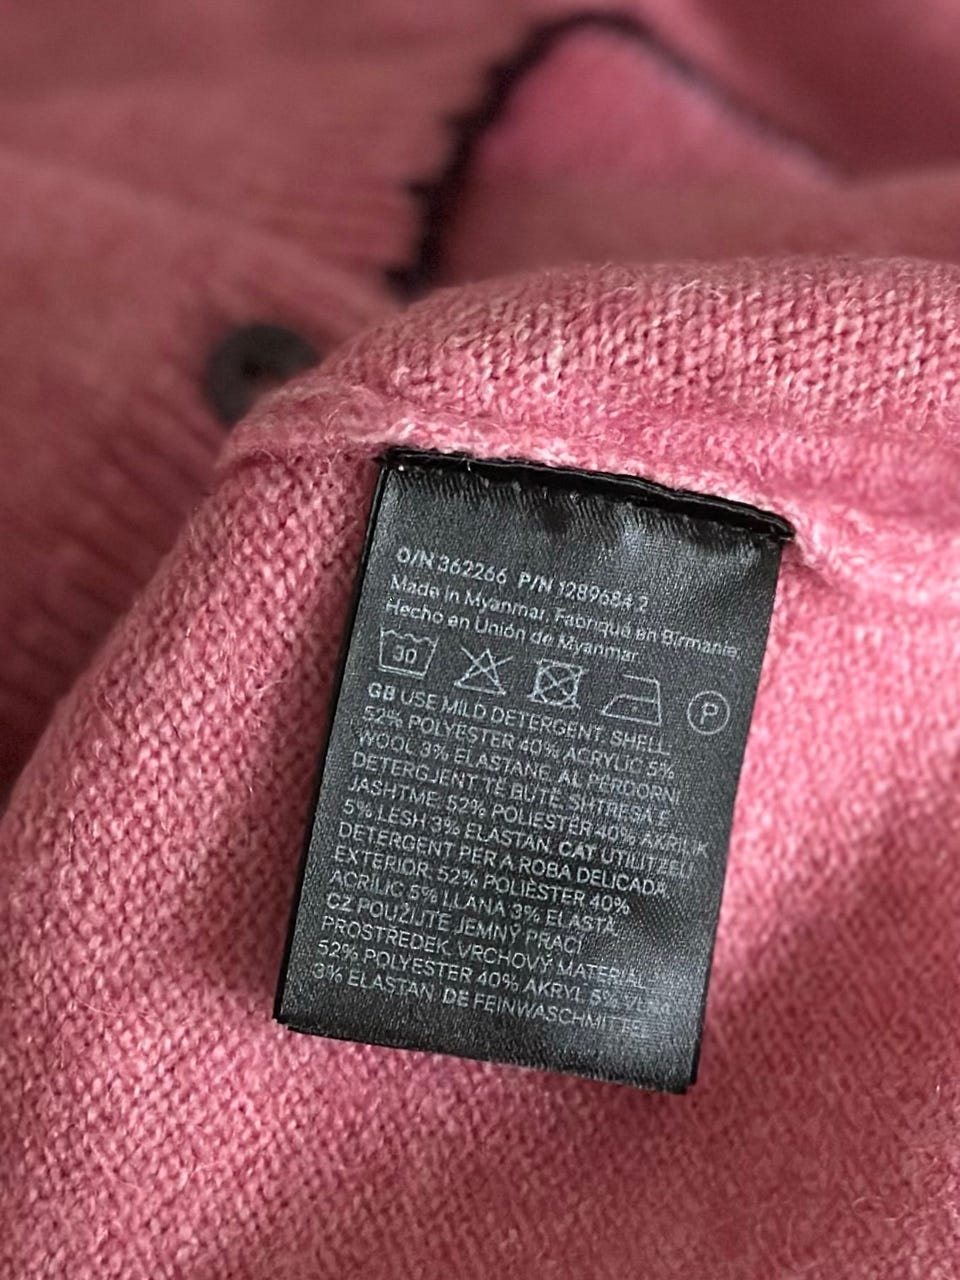 O/N 362266 P/N 1289684 2
Made in Myanmar, Fabriqué en Birmanie,
Hecho en Unión de Myanmar
30
P
GB USE MILD DETERGENT. SHELL
52% POLYESTER 40% ACRYLIC 5%
WOOL 3% ELASTANE. AL PËRDORNI
DETERGJENT TË BUTË. SHTRESA E
JASHTME: 52% POLIESTER 40% AKRILIK
5% LESH 3% ELASTAN. CAT UTILITZEU
DETERGENT PER A ROBA DELICADA.
EXTERIOR: 52% POLIÈSTER 40%
ACRÍLIC 5% LLANA 3% ELASTÀ.
CZ POUŽIJTE JEMNÝ PRACÍ
PROSTŘEDEK. VRCHOVÝ MATERIÁL
52% POLYESTER 40% AKRYL 5% VLNA
3% ELASTAN DE FEINWASCHMITTEL